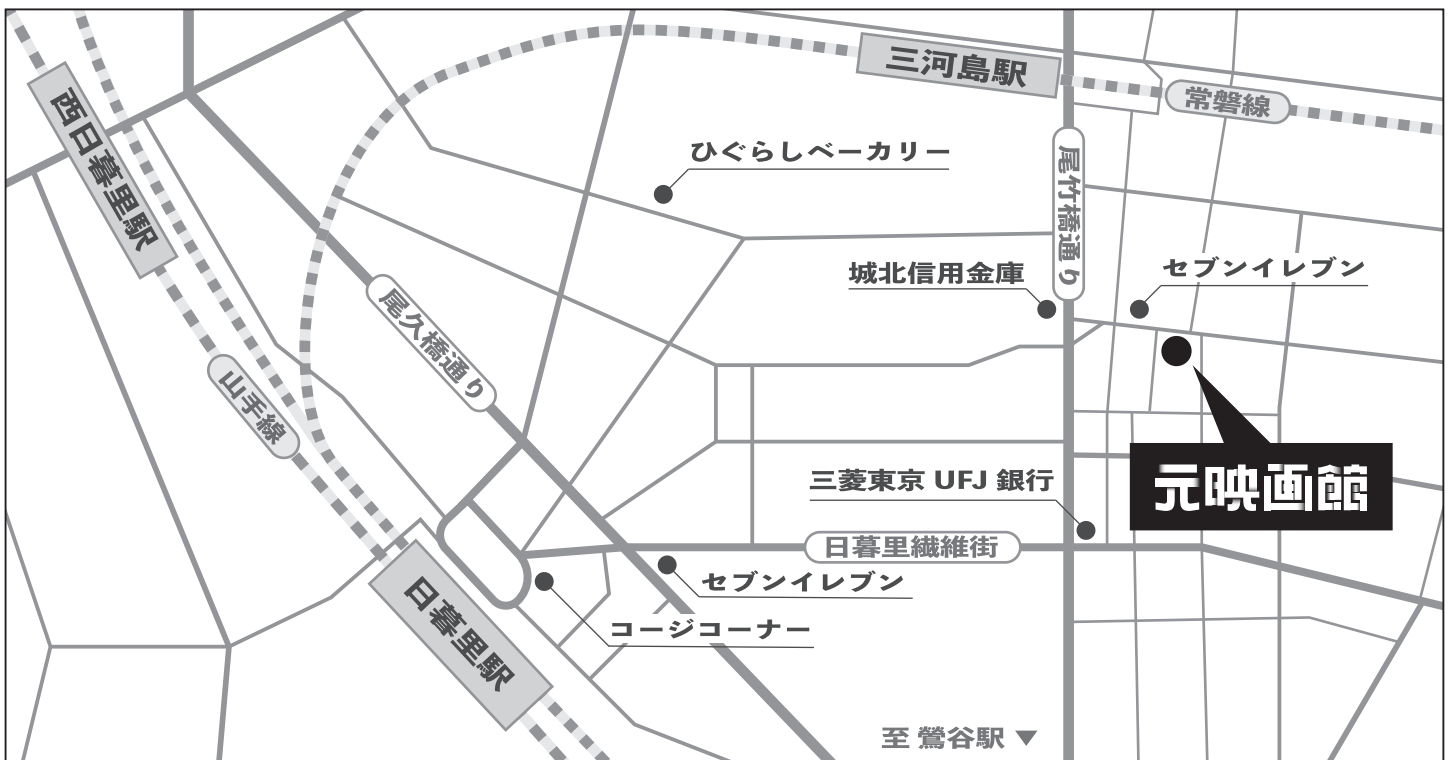 三河島駅
常磐線
西日暮里駅
ひぐらしベーカリー
尾竹橋通り
城北信用金庫
セブンイレブン
尾久橋通り
山手線
元映画館
三菱東京 UFJ 銀行
日暮里繊維街
セブンイレブン
コージコーナー
日暮里駅
至 鶯谷駅 ▼